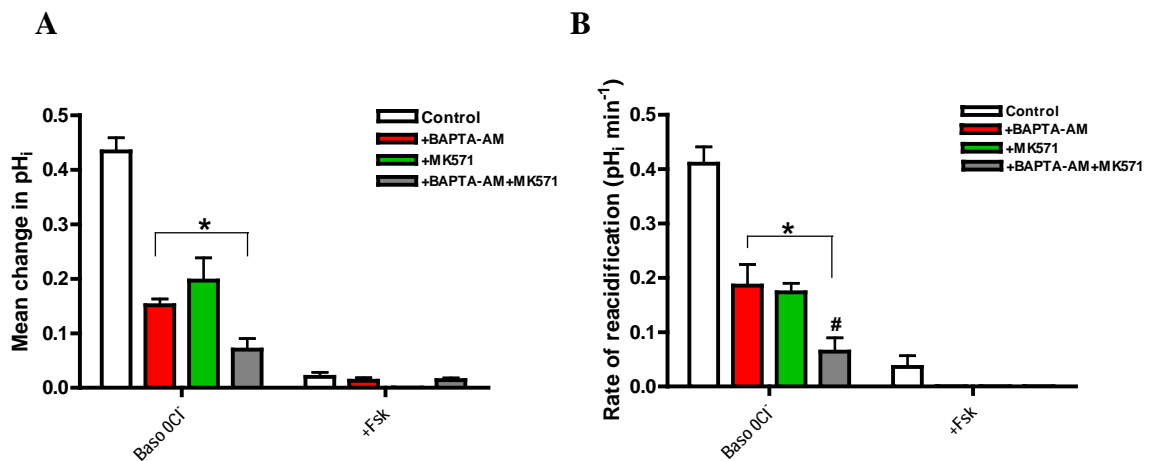 A
Mean change in pHi
0.5
0.4
0.3
0.2
0.1
0.0
Control
+BAPTA-AM
+MK571
+BAPTA-AM+MK571
*
Baso 0Cl⁻
+Fsk
B
Rate of reacidification (pHi min⁻¹)
0.5
0.4
0.3
0.2
0.1
0.0
Control
+BAPTA-AM
+MK571
+BAPTA-AM+MK571
*
#
Baso 0Cl⁻
+Fsk